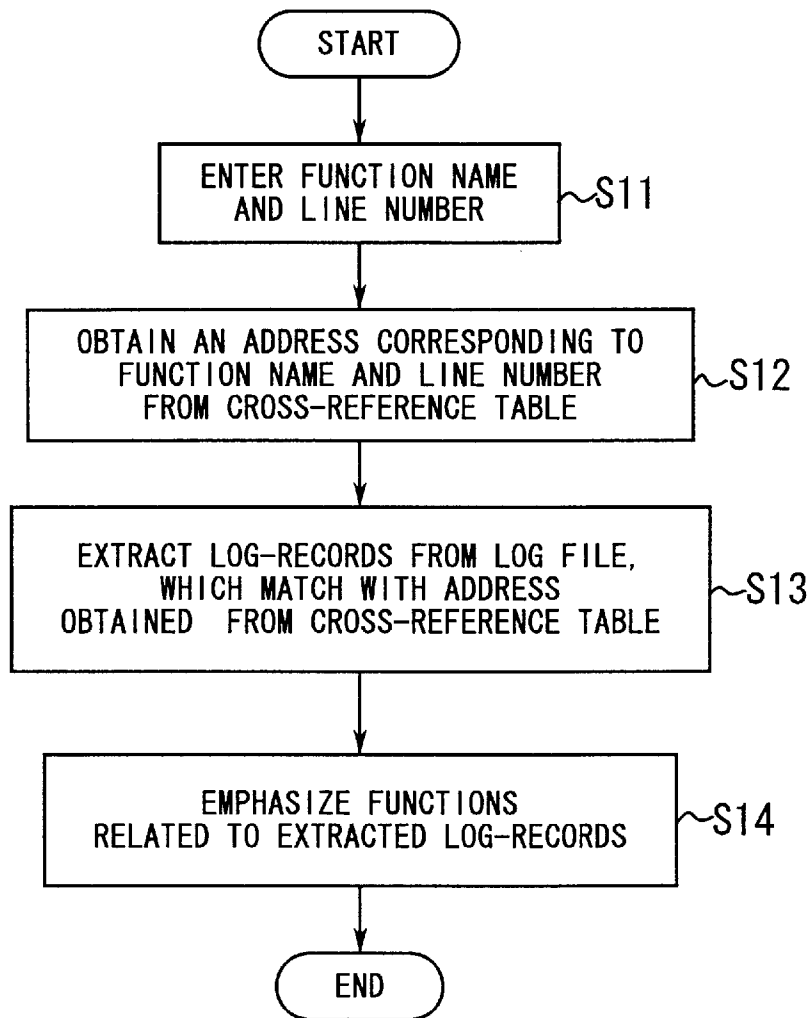 START
ENTER FUNCTION NAME
AND LINE NUMBER
S11
OBTAIN AN ADDRESS CORRESPONDING TO
FUNCTION NAME AND LINE NUMBER
FROM CROSS-REFERENCE TABLE
S12
EXTRACT LOG-RECORDS FROM LOG FILE,
WHICH MATCH WITH ADDRESS
OBTAINED FROM CROSS-REFERENCE TABLE
S13
EMPHASIZE FUNCTIONS
RELATED TO EXTRACTED LOG-RECORDS
S14
END